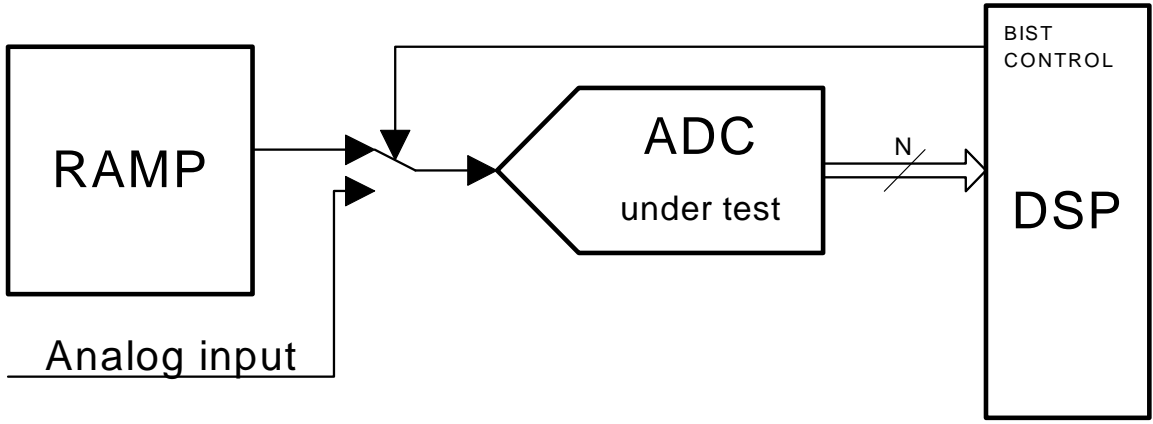 RAMP
Analog input
ADC
under test
N
BIST
CONTROL
DSP